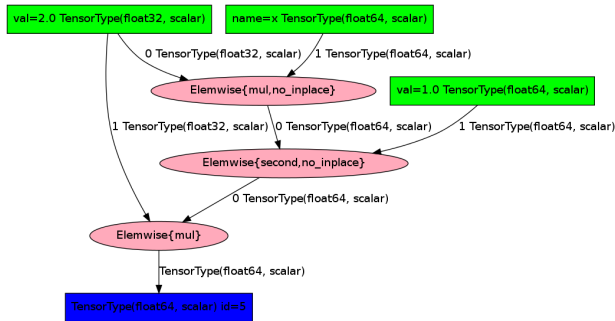 val=2.0 TensorType(float32, scalar)
name=x TensorType(float64, scalar)
0 TensorType(float32, scalar)
1 TensorType(float64, scalar)
Elemwise{mul,no_inplace}
val=1.0 TensorType(float64, scalar)
1 TensorType(float32, scalar)
0 TensorType(float64, scalar)
1 TensorType(float64, scalar)
Elemwise{second,no_inplace}
0 TensorType(float64, scalar)
Elemwise{mul}
TensorType(float64, scalar)
TensorType(float64, scalar) id=5